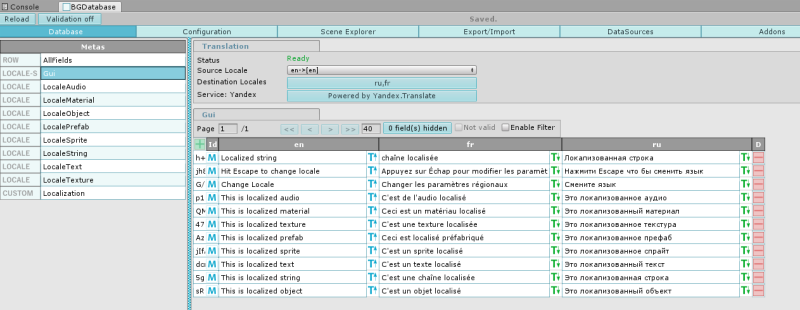 Console BGDatabase
Reload Validation off Saved.
Database Configuration Scene Explorer Export/Import DataSources Addons
Metas
ROW AllFields
LOCALE-S Gui
LOCALE LocaleAudio
LOCALE LocaleMaterial
LOCALE LocaleObject
LOCALE LocalePrefab
LOCALE LocaleSprite
LOCALE LocaleString
LOCALE LocaleText
LOCALE LocaleTexture
CUSTOM Localization
Translation
Status Ready
Source Locale en->[en]
Destination Locales ru,fr
Service: Yandex Powered by Yandex.Translate
Gui
Page 1 /1 << < > >> 40 0 field(s) hidden Not valid Enable Filter
Id en fr ru D
h+ M Localized string T chaîne localisée T Локализованная строка T
jh M Hit Escape to change locale T Appuyez sur Échap pour modifier les paramèt T Нажмити Escape что бы сменить язык T
G/ M Change Locale T Changer les paramètres régionaux T Смените язык T
p1 M This is localized audio T C'est de l'audio localisé T Это локализованное аудио T
QM M This is localized material T Ceci est un matériau localisé T Это локализованный материал T
47 M This is localized texture T C'est une texture localisée T Это локализованное текстура T
Az M This is localized prefab T Ceci est localisé préfabriqué T Это локализованное префаб T
jIf M This is localized sprite T C'est un sprite localisé T Это локализованное спрайт T
do M This is localized text T C'est un texte localisé T Это локализованный текст T
5g M This is localized string T C'est une chaîne localisée T Это локализованная строка T
sR M This is localized object T C'est un objet localisé T Это локализованный объект T